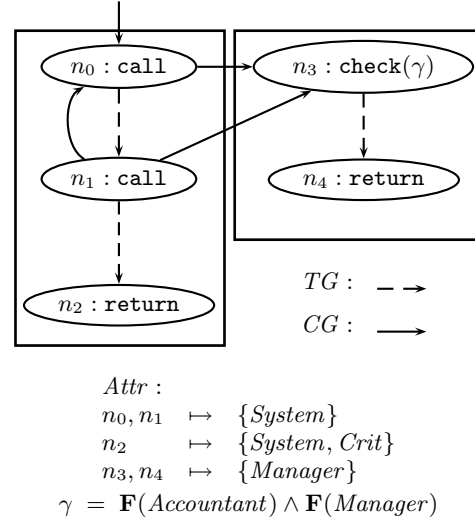 n₀ : call
n₃ : check(γ)
n₁ : call
n₄ : return
n₂ : return
TG :
CG :
Attr :
n₀, n₁ ↦ {System}
n₂ ↦ {System, Crit}
n₃, n₄ ↦ {Manager}
γ = F(Accountant) ∧ F(Manager)